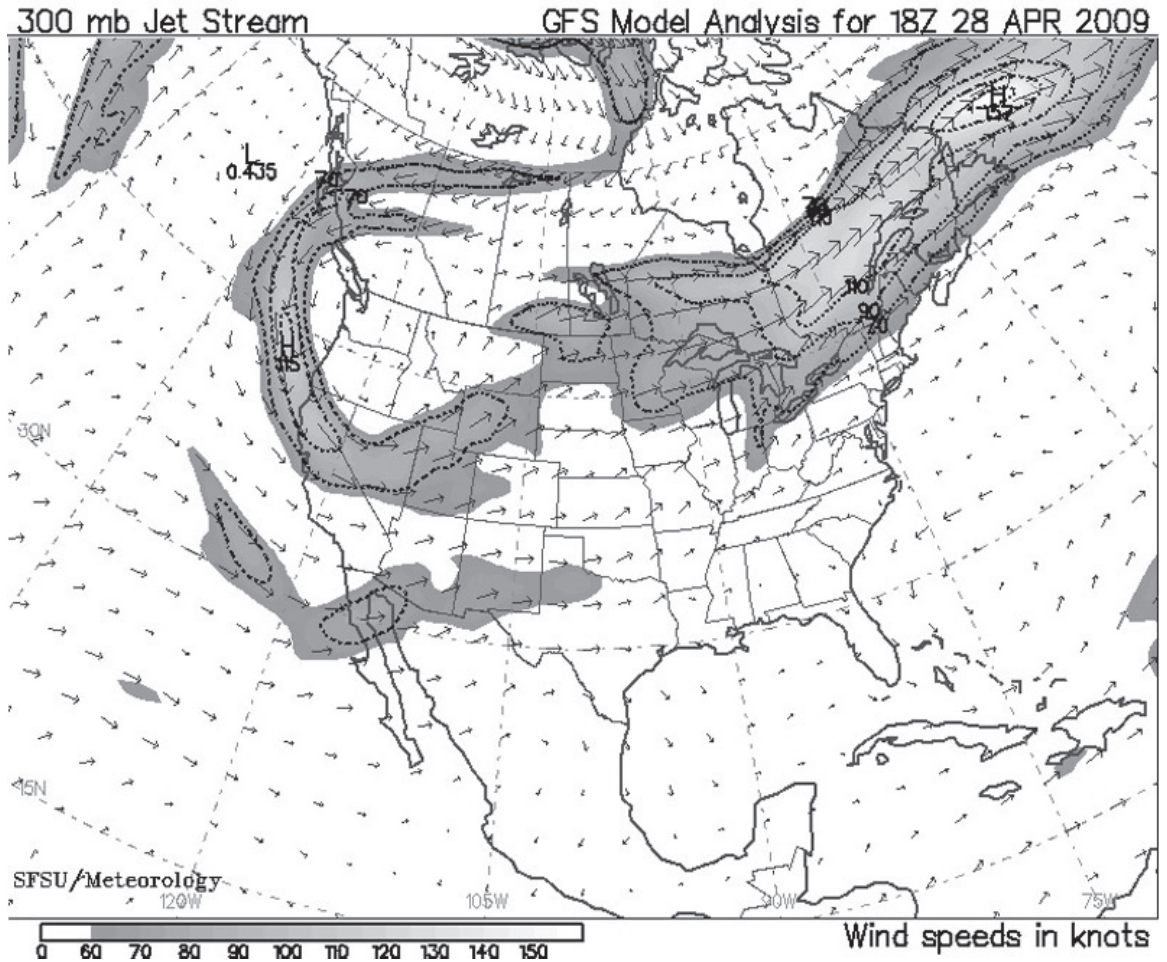 300 mb Jet Stream
GFS Model Analysis for 18Z 28 APR 2009
H
157
L
0.435
70
70
110
90
70
H
115
30N
15N
SFSU/Meteorology
120W
105W
90W
75W
0 60 70 80 90 100 110 120 130 140 150
Wind speeds in knots